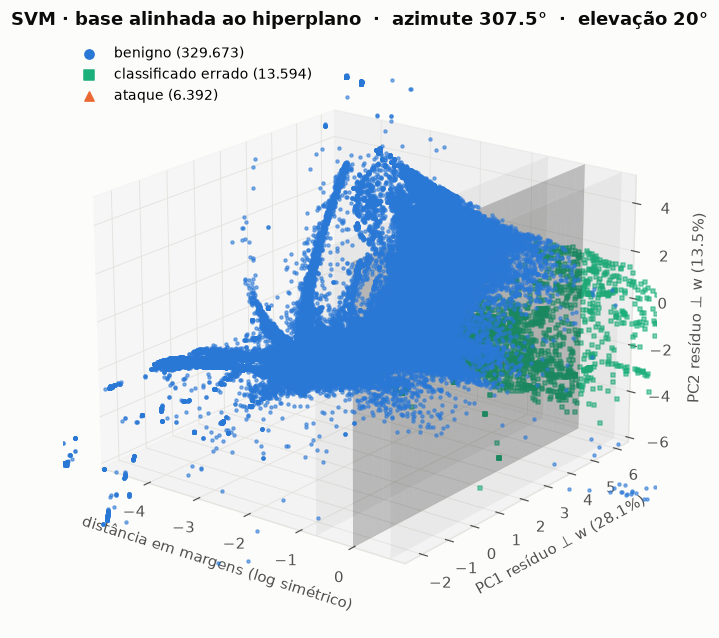 SVM · base alinhada ao hiperplano · azimute 307.5° · elevação 20°
benigno (329.673)
classificado errado (13.594)
ataque (6.392)
4
2
0
−2
−4
−6
PC2 resíduo ⊥ w (13.5%)
−4
−3
−2
−1
0
distância em margens (log simétrico)
−2
−1
0
1
2
3
4
5
6
PC1 resíduo ⊥ w (28.1%)